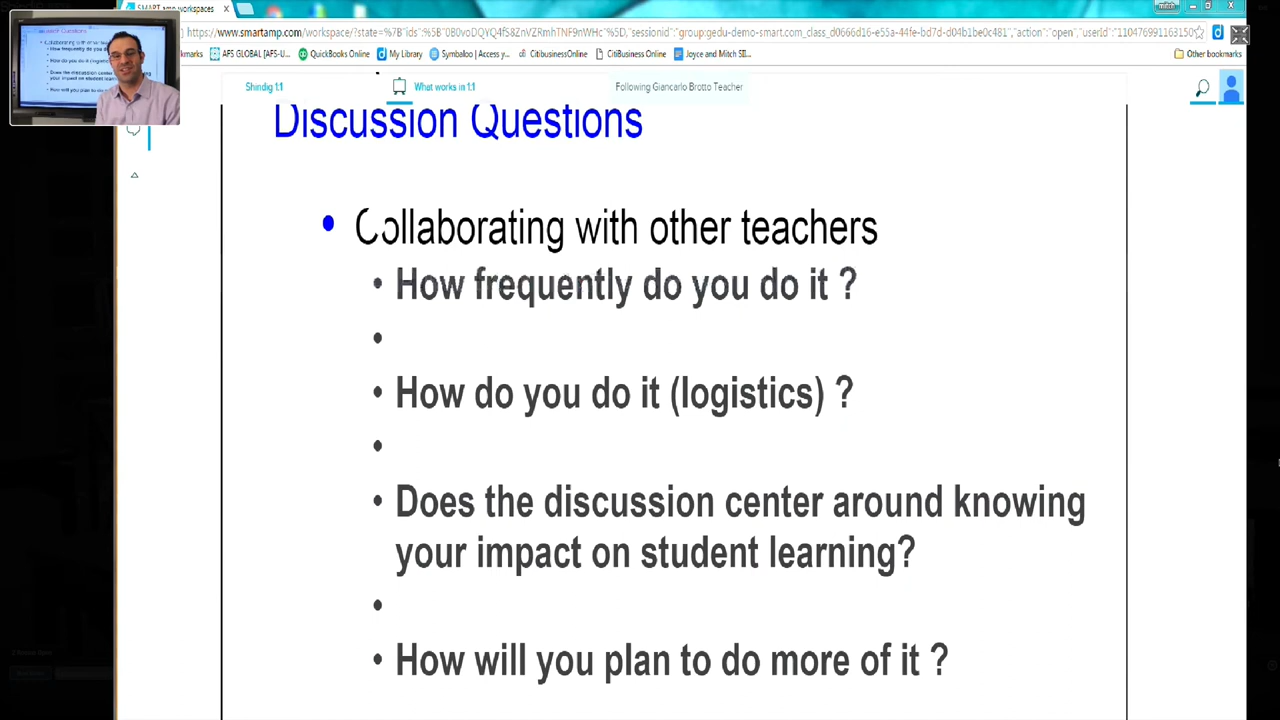 SMART amp workspaces
https://www.smartamp.com/workspace/?state=%7B"ids":%5B"0B0voDQYQ4fS8ZnVZRmhTNF9nWHc"%5D,"sessionid":"group:gedu-demo-smart.com_class_d0666d16-e55a-44fe-bd7d-d04b1be0c481","action":"open","userId":"110476991163150
AFS GLOBAL [AFS-U... QuickBooks Online My Library Symbaloo | Access y... CitibusinessOnline CitiBusinessOnline Joyce and Mitch SII... Other bookmarks
Shindig 1.1 What works in 1:1 Following Giancarlo Brotto Teacher
Discussion Questions
• Collaborating with other teachers
• How frequently do you do it ?
•
• How do you do it (logistics) ?
•
• Does the discussion center around knowing
your impact on student learning?
•
• How will you plan to do more of it ?